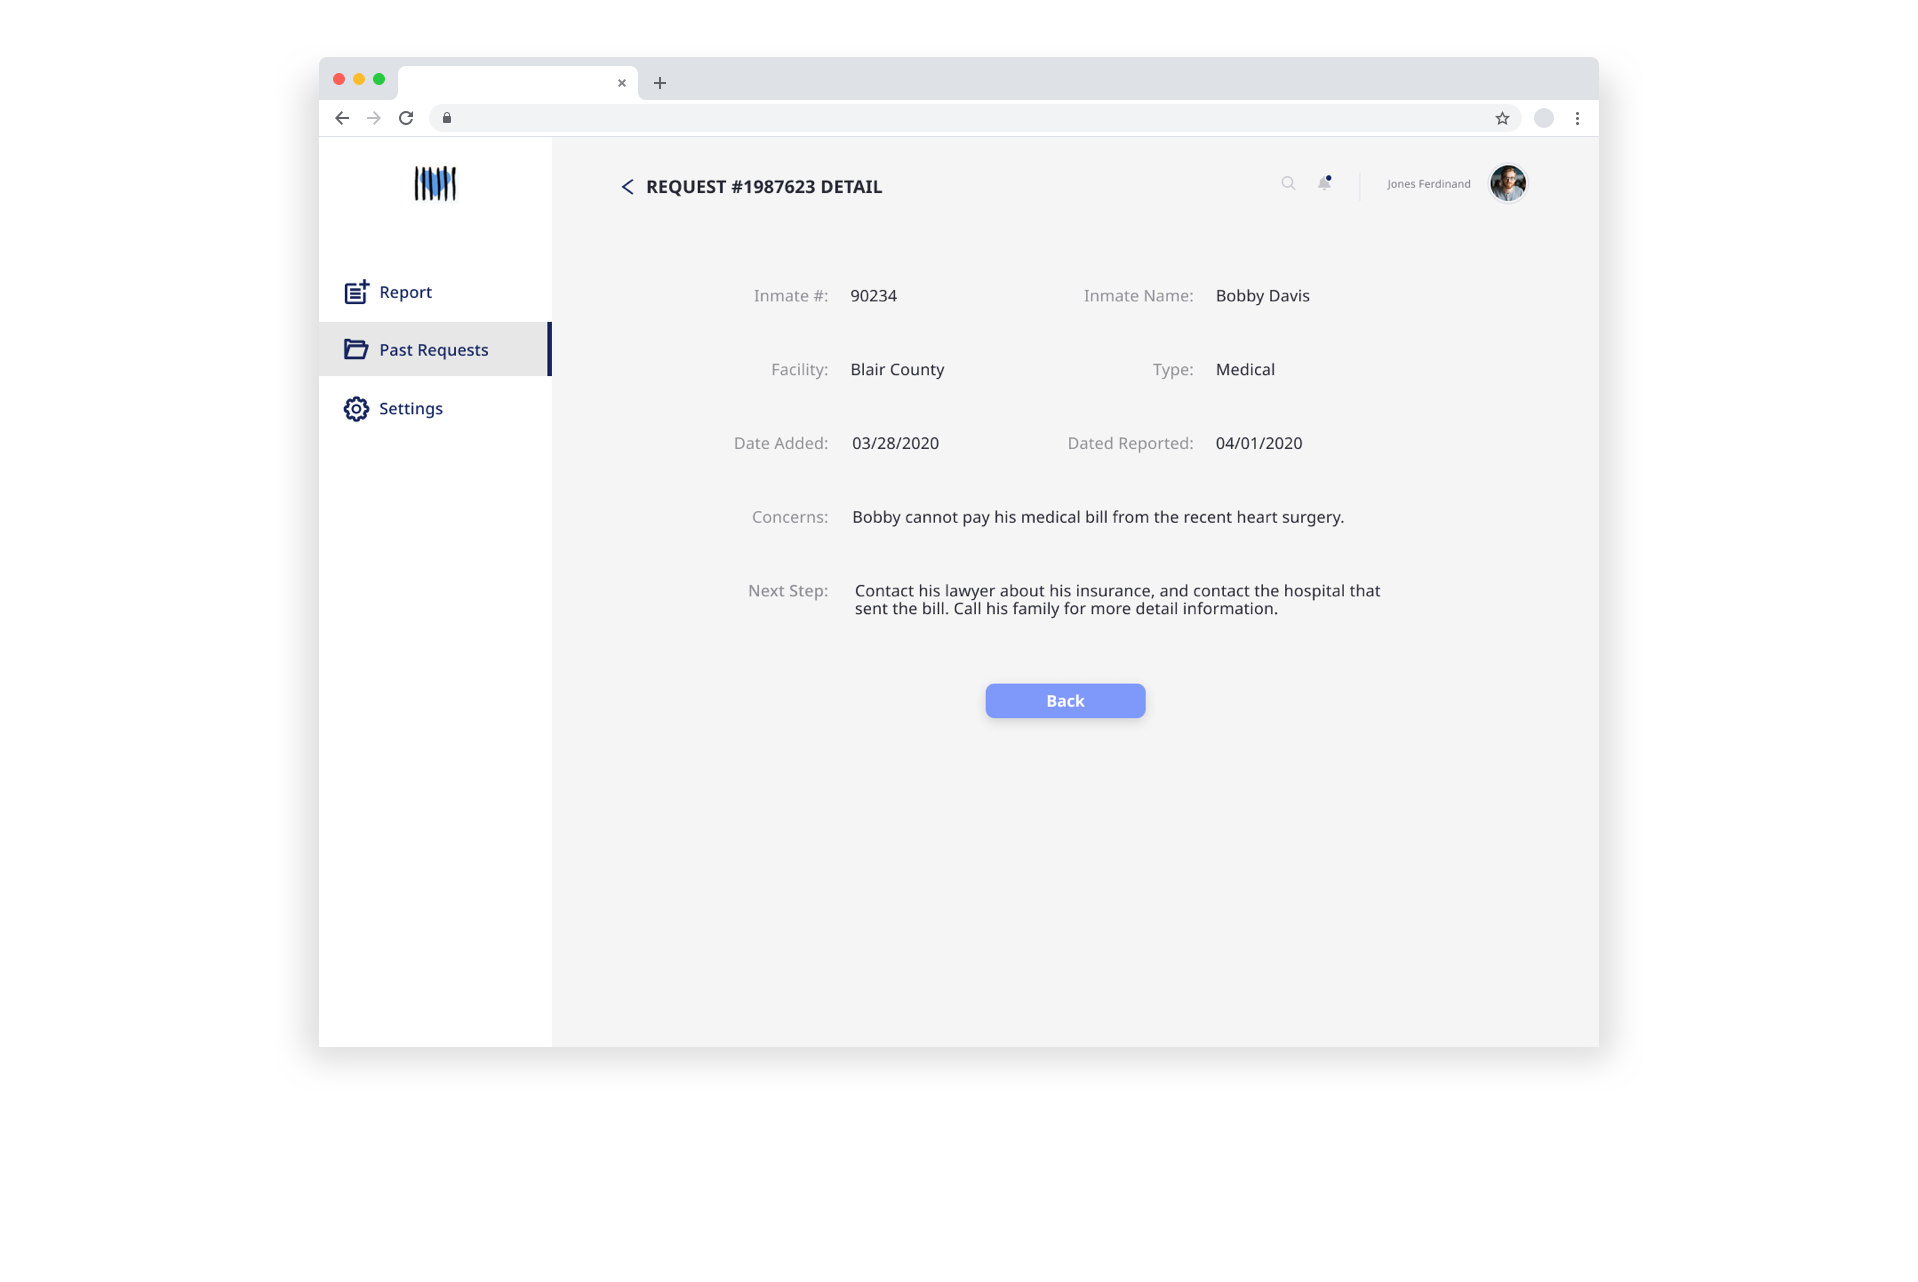 REQUEST #1987623 DETAIL
Jones Ferdinand
Report
Past Requests
Settings
Inmate #: 90234
Inmate Name: Bobby Davis
Facility: Blair County
Type: Medical
Date Added: 03/28/2020
Dated Reported: 04/01/2020
Concerns: Bobby cannot pay his medical bill from the recent heart surgery.
Next Step: Contact his lawyer about his insurance, and contact the hospital that
sent the bill. Call his family for more detail information.
Back